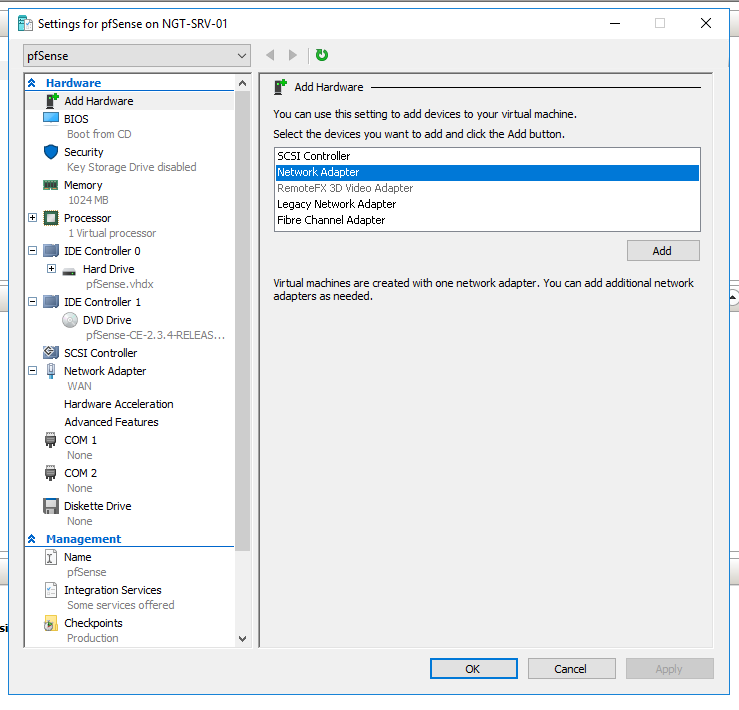 Settings for pfSense on NGT-SRV-01
pfSense
Hardware
Add Hardware
BIOS
Boot from CD
Security
Key Storage Drive disabled
Memory
1024 MB
Processor
1 Virtual processor
IDE Controller 0
Hard Drive
pfSense.vhdx
IDE Controller 1
DVD Drive
pfSense-CE-2.3.4-RELEAS...
SCSI Controller
Network Adapter
WAN
Hardware Acceleration
Advanced Features
COM 1
None
COM 2
None
Diskette Drive
None
Management
Name
pfSense
Integration Services
Some services offered
Checkpoints
Production
Add Hardware
You can use this setting to add devices to your virtual machine.
Select the devices you want to add and click the Add button.
SCSI Controller
Network Adapter
RemoteFX 3D Video Adapter
Legacy Network Adapter
Fibre Channel Adapter
Add
Virtual machines are created with one network adapter. You can add additional network
adapters as needed.
OK
Cancel
Apply
si